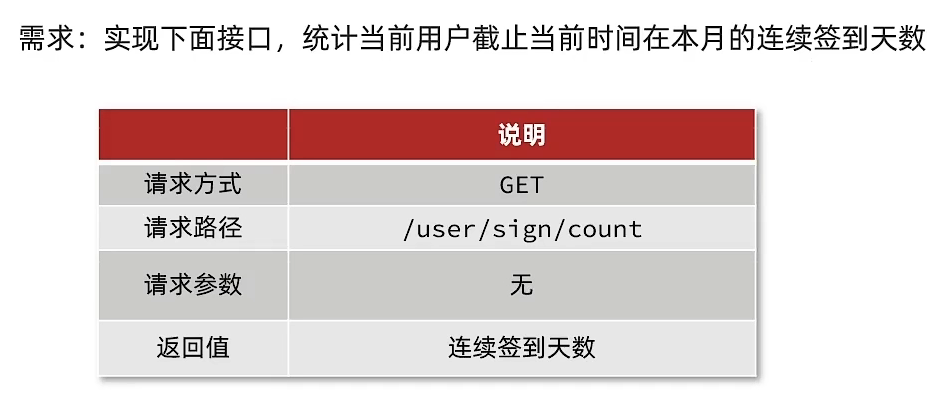 需求：实现下面接口，统计当前用户截止当前时间在本月的连续签到天数
说明
请求方式 GET
请求路径 /user/sign/count
请求参数 无
返回值 连续签到天数